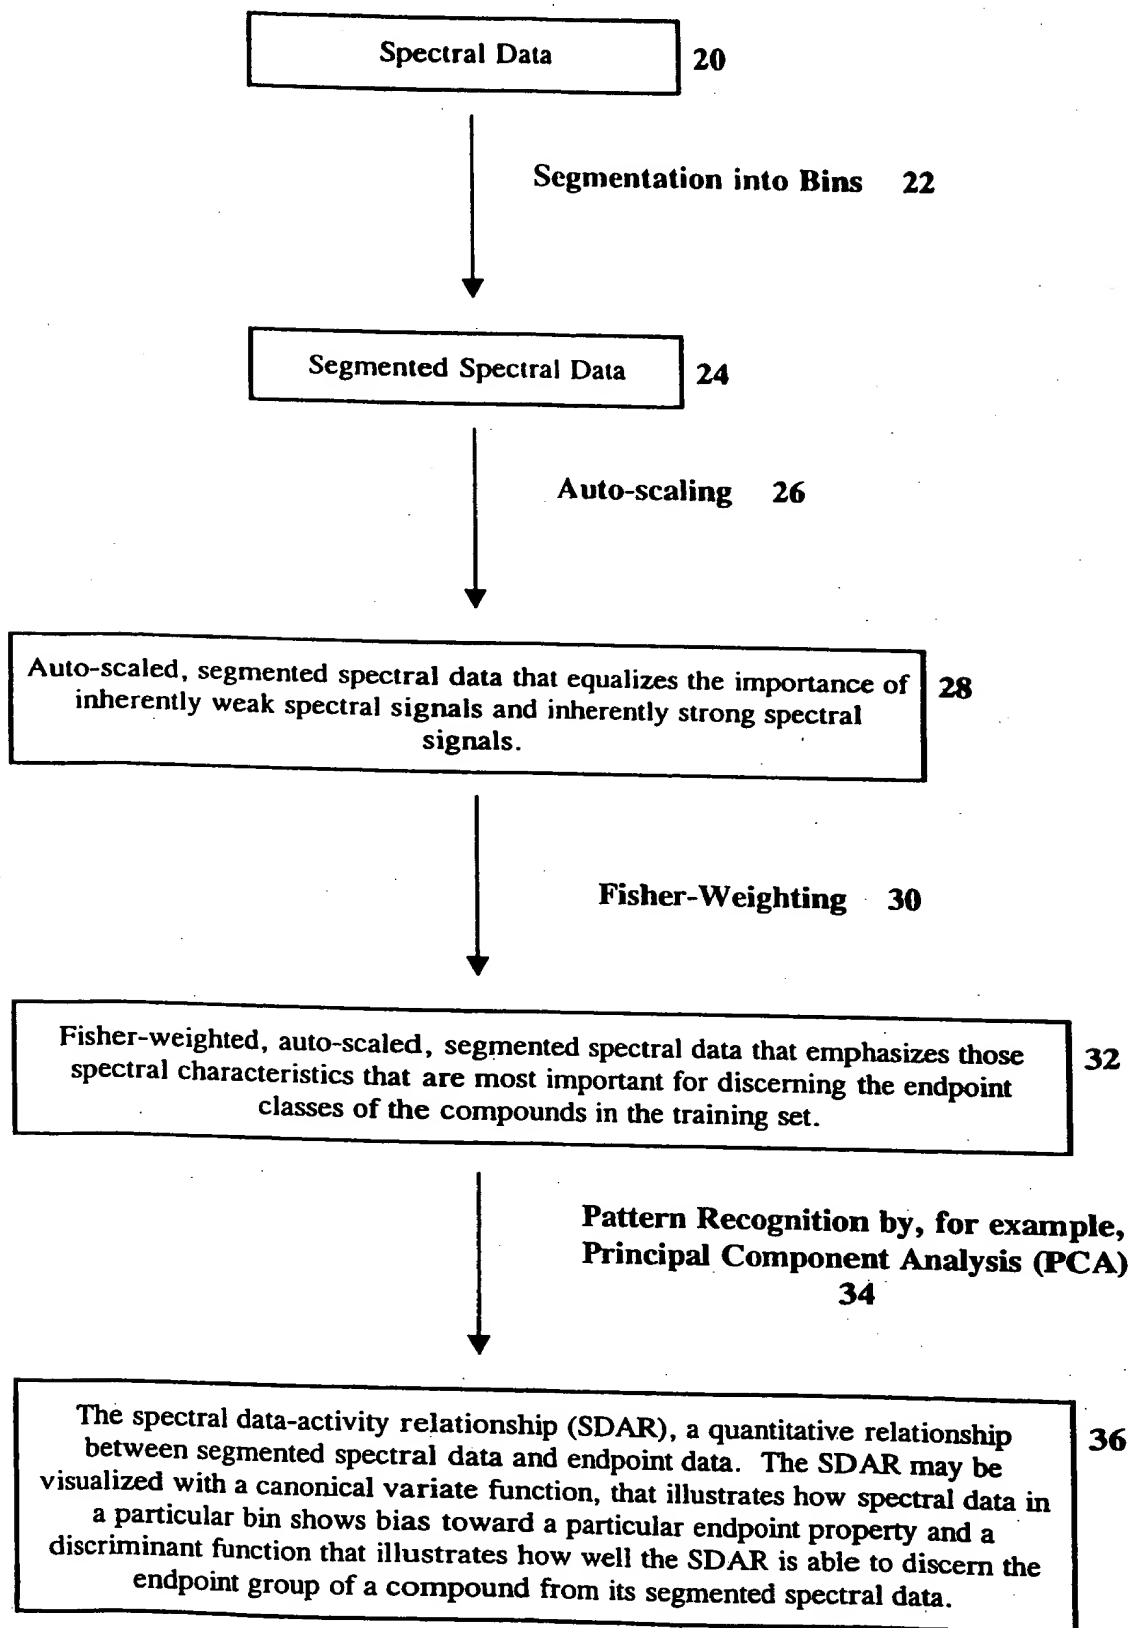 Spectral Data 20
Segmentation into Bins 22
Segmented Spectral Data 24
Auto-scaling 26
Auto-scaled, segmented spectral data that equalizes the importance of 28
inherently weak spectral signals and inherently strong spectral
signals.
Fisher-Weighting 30
Fisher-weighted, auto-scaled, segmented spectral data that emphasizes those 32
spectral characteristics that are most important for discerning the endpoint
classes of the compounds in the training set.
Pattern Recognition by, for example,
Principal Component Analysis (PCA)
34
The spectral data-activity relationship (SDAR), a quantitative relationship 36
between segmented spectral data and endpoint data. The SDAR may be
visualized with a canonical variate function, that illustrates how spectral data in
a particular bin shows bias toward a particular endpoint property and a
discriminant function that illustrates how well the SDAR is able to discern the
endpoint group of a compound from its segmented spectral data.